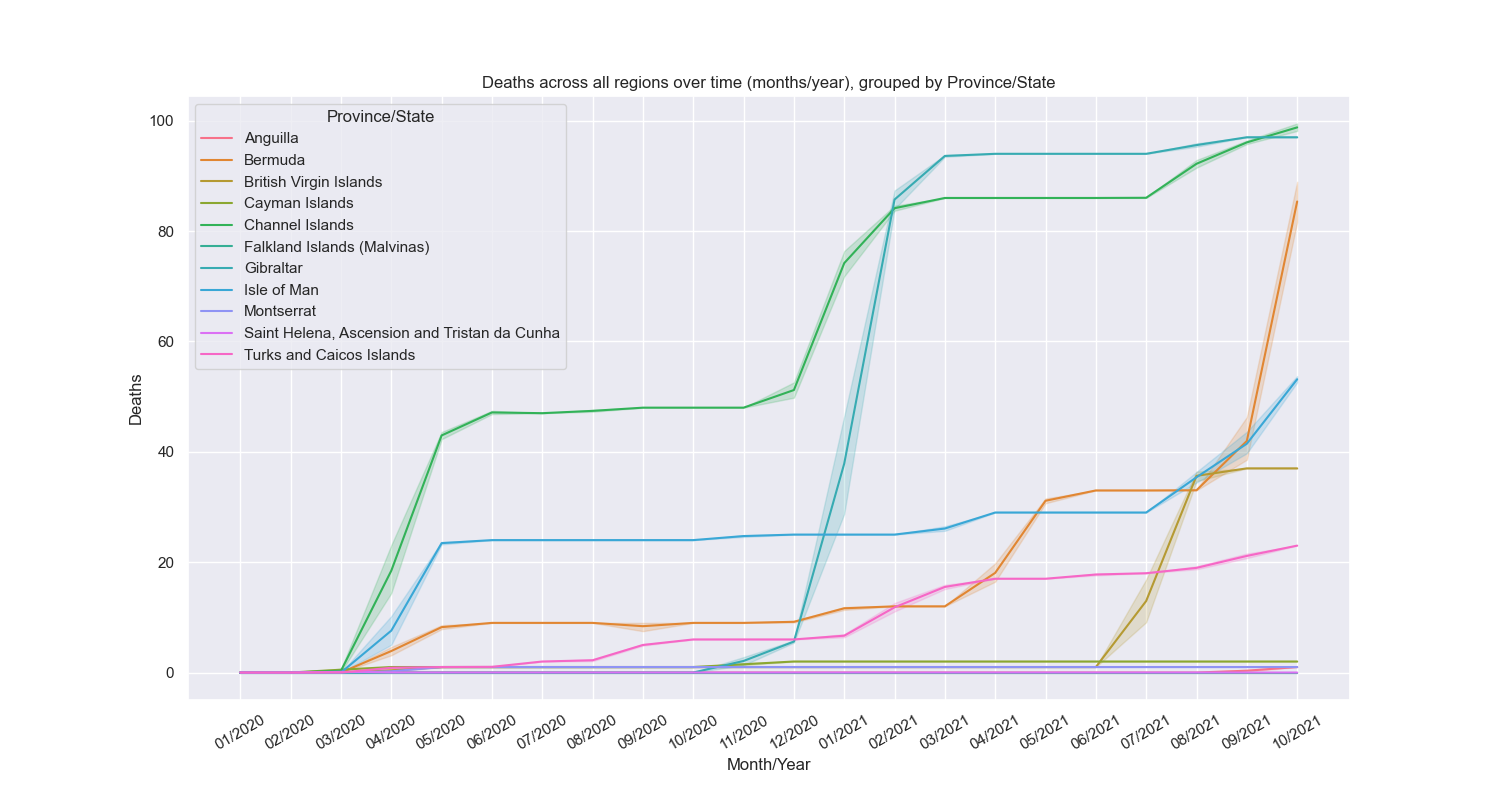 Deaths across all regions over time (months/year), grouped by Province/State
Province/State
Anguilla
Bermuda
British Virgin Islands
Cayman Islands
Channel Islands
Falkland Islands (Malvinas)
Gibraltar
Isle of Man
Montserrat
Saint Helena, Ascension and Tristan da Cunha
Turks and Caicos Islands
Deaths
100
80
60
40
20
0
01/2020
02/2020
03/2020
04/2020
05/2020
06/2020
07/2020
08/2020
09/2020
10/2020
11/2020
12/2020
01/2021
02/2021
03/2021
04/2021
05/2021
06/2021
07/2021
08/2021
09/2021
10/2021
Month/Year